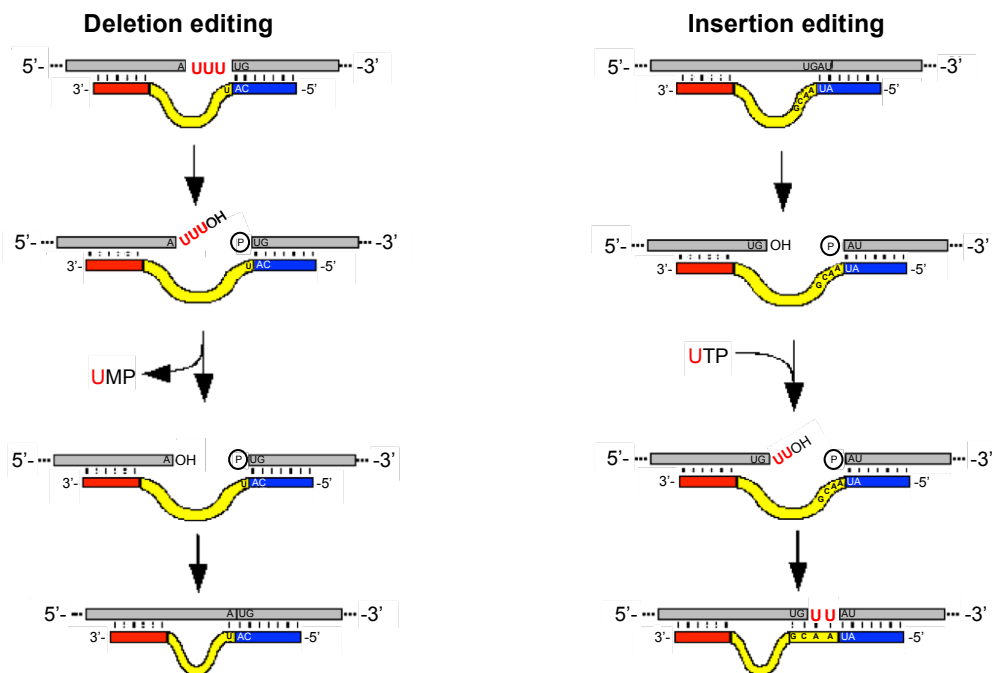 Deletion editing
5’- A UUU UG -3’
3’- U AC -5’
5’- A UUUOH P UG -3’
3’- U AC -5’
UMP
5’- A OH P UG -3’
3’- U AC -5’
5’- A UG -3’
3’- U AC -5’
Insertion editing
5’- UGAU -3’
3’- G C A A UA -5’
5’- UG OH P AU -3’
3’- G C A A UA -5’
UTP
5’- UG UUOH P AU -3’
3’- G C A A UA -5’
5’- UG U U AU -3’
3’- G C A A UA -5’